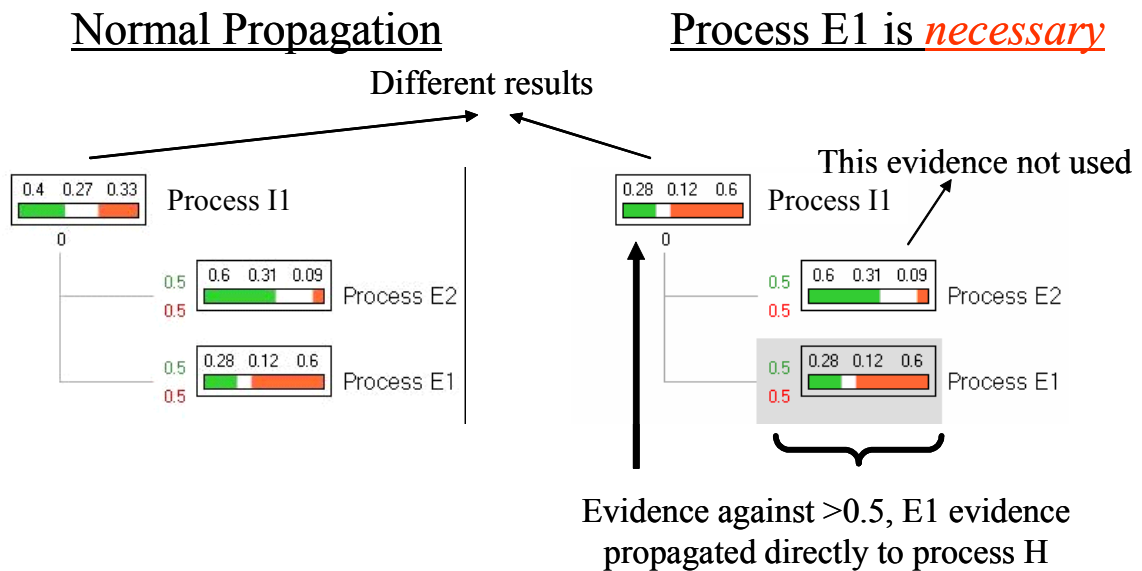 Normal Propagation
Process E1 is necessary
Different results
This evidence not used
0.4 0.27 0.33
Process I1
0
0.5
0.5
0.6 0.31 0.09
Process E2
0.5
0.5
0.28 0.12 0.6
Process E1
0.28 0.12 0.6
Process I1
0
0.5
0.5
0.6 0.31 0.09
Process E2
0.5
0.5
0.28 0.12 0.6
Process E1
Evidence against >0.5, E1 evidence
propagated directly to process H